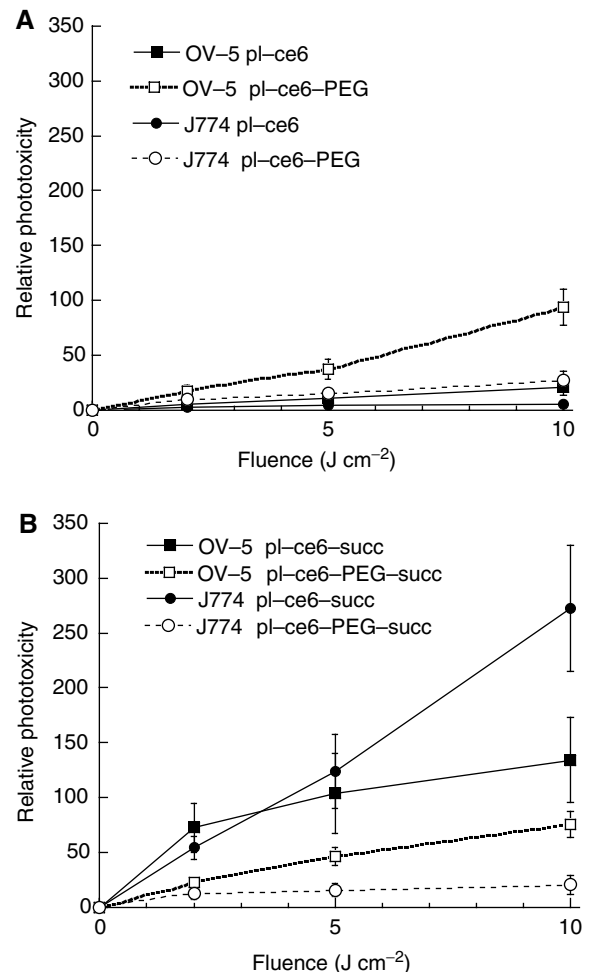 A
350
300
250
200
150
100
50
0
Relative phototoxicity
OV–5 pl–ce6
OV–5 pl–ce6–PEG
J774 pl–ce6
J774 pl–ce6–PEG
0 5 10
Fluence (J cm⁻²)
B
350
300
250
200
150
100
50
0
Relative phototoxicity
OV–5 pl–ce6–succ
OV–5 pl–ce6–PEG–succ
J774 pl–ce6–succ
J774 pl–ce6–PEG–succ
0 5 10
Fluence (J cm⁻²)